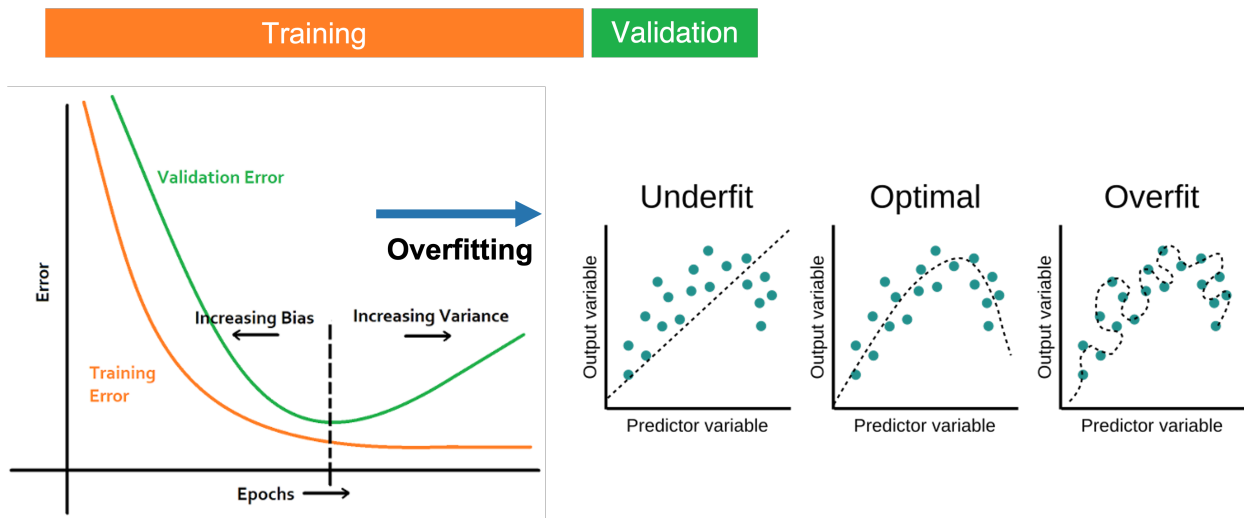 Training
Validation
Validation Error
Overfitting
Error
Increasing Bias
Increasing Variance
Training
Error
Epochs
Underfit
Output variable
Predictor variable
Optimal
Output variable
Predictor variable
Overfit
Output variable
Predictor variable